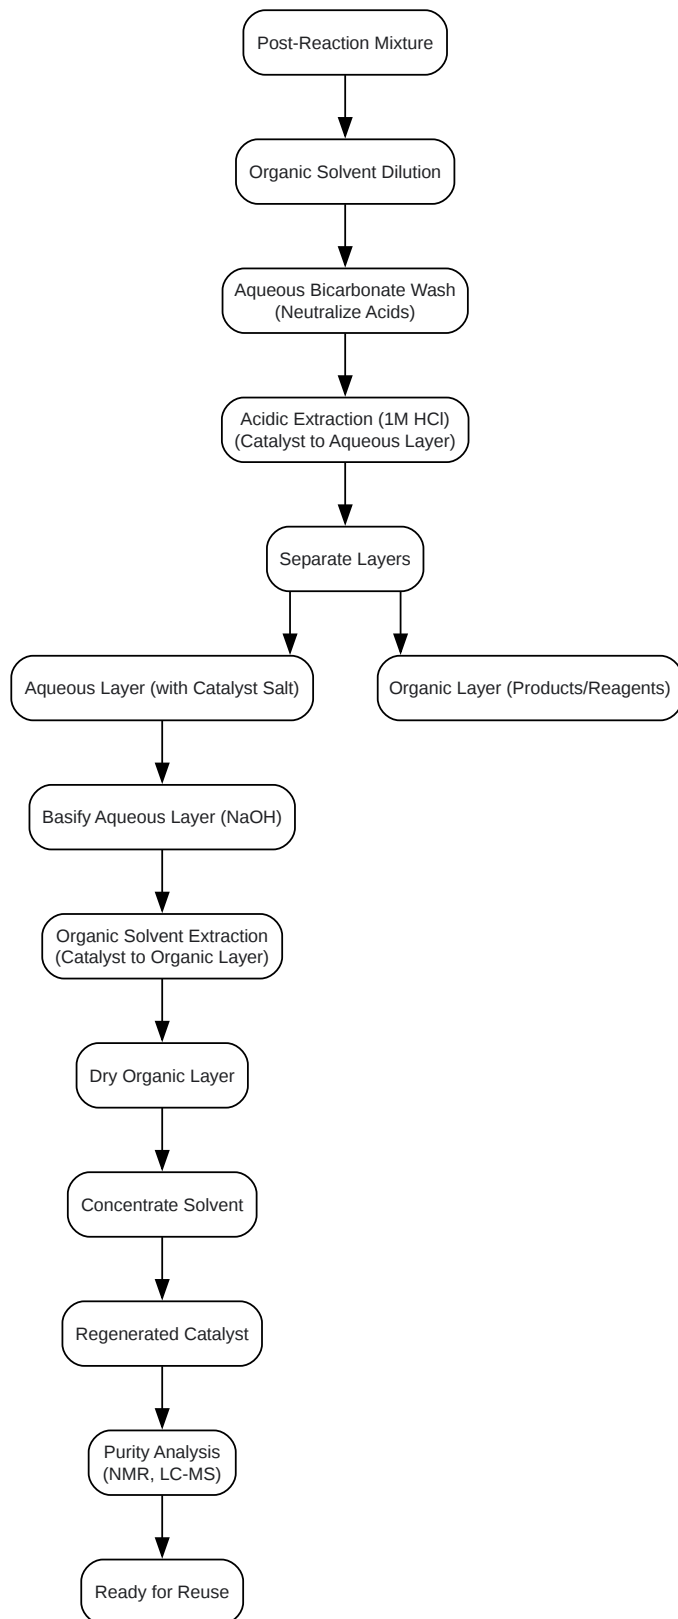 Post-Reaction Mixture
Organic Solvent Dilution
Aqueous Bicarbonate Wash
(Neutralize Acids)
Acidic Extraction (1M HCl)
(Catalyst to Aqueous Layer)
Separate Layers
Aqueous Layer (with Catalyst Salt)
Organic Layer (Products/Reagents)
Basify Aqueous Layer (NaOH)
Organic Solvent Extraction
(Catalyst to Organic Layer)
Dry Organic Layer
Concentrate Solvent
Regenerated Catalyst
Purity Analysis
(NMR, LC-MS)
Ready for Reuse